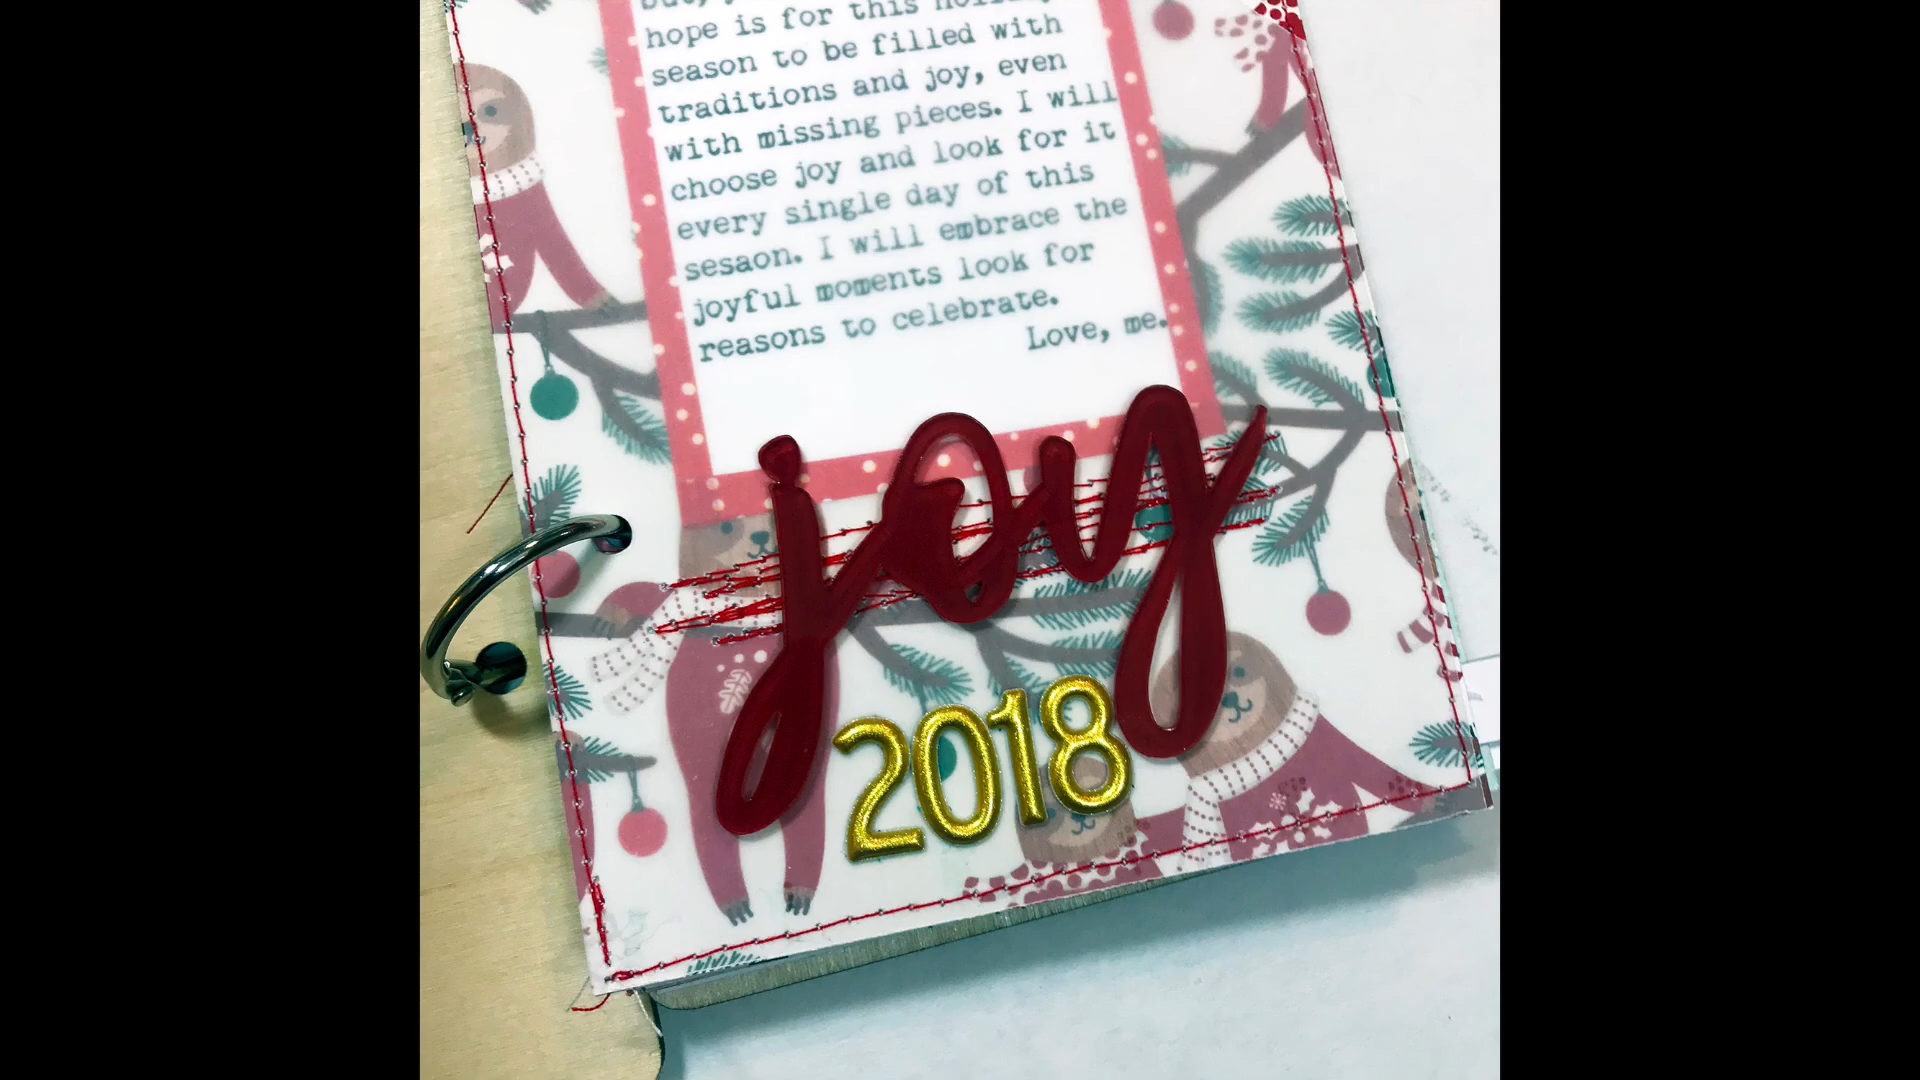 hope is for this
season to be filled with
traditions and joy, even
with missing pieces. I will
choose joy and look for it
every single day of this
sesaon. I will embrace the
joyful moments look for
reasons to celebrate.
Love, me.
joy
2018